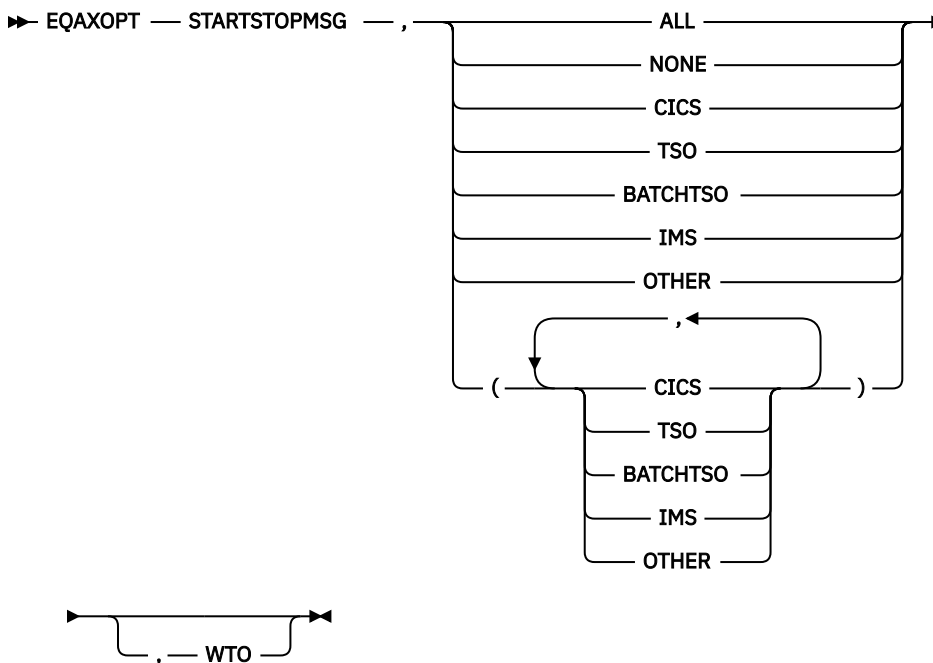 EQAXOPT STARTSTOPMSG , ALL
NONE
CICS
TSO
BATCHTSO
IMS
OTHER
,
( CICS )
TSO
BATCHTSO
IMS
OTHER
, WTO